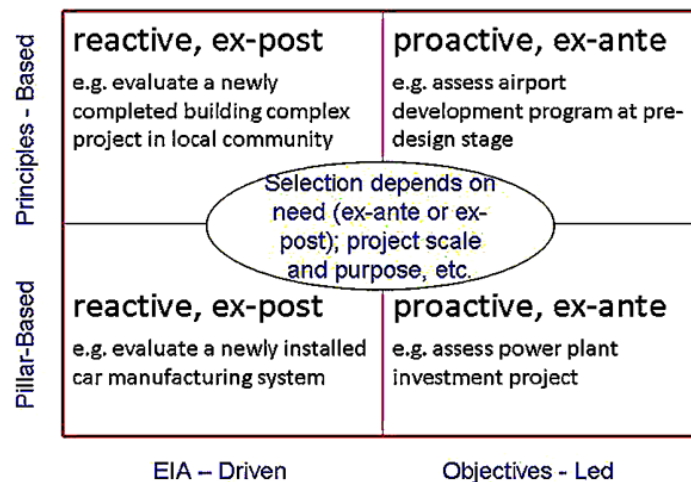 Principles - Based
reactive, ex-post
e.g. evaluate a newly
completed building complex
project in local community
proactive, ex-ante
e.g. assess airport
development program at pre-
design stage
Selection depends on
need (ex-ante or ex-
post); project scale
and purpose, etc.
Pillar-Based
reactive, ex-post
e.g. evaluate a newly installed
car manufacturing system
proactive, ex-ante
e.g. assess power plant
investment project
EIA – Driven
Objectives - Led